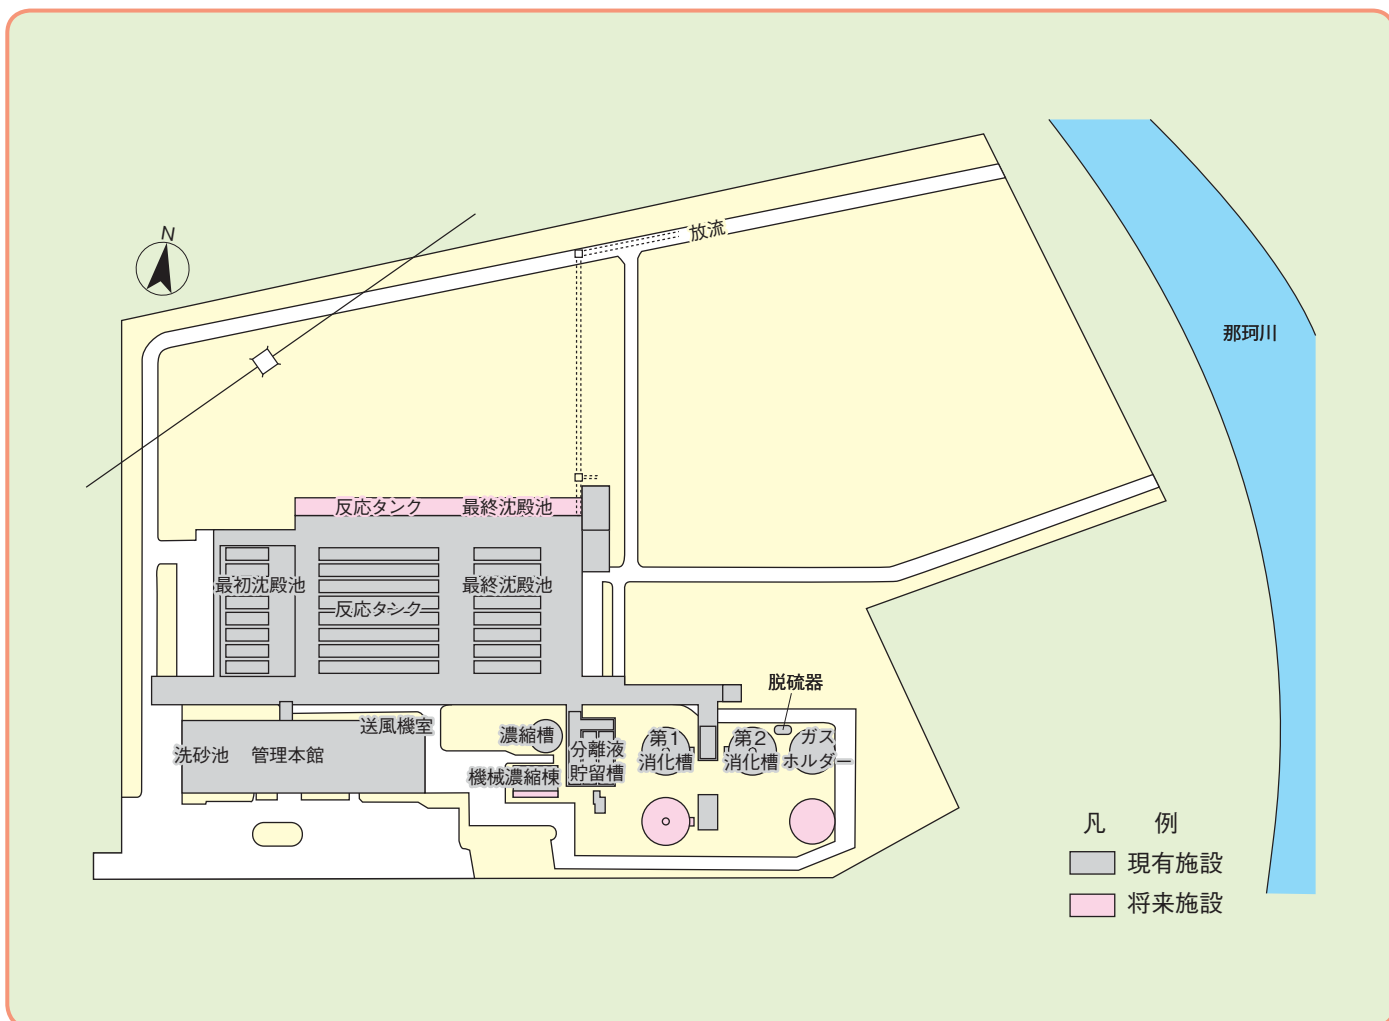 N
放流
那珂川
反応タンク
最終沈殿池
最初沈殿池
最終沈殿池
反応タンク
脱硫器
送風機室
濃縮槽
洗砂池
管理本館
分離液
貯留槽
第1
消化槽
第2
消化槽
ガス
ホルダー
機械濃縮棟
凡 例
現有施設
将来施設